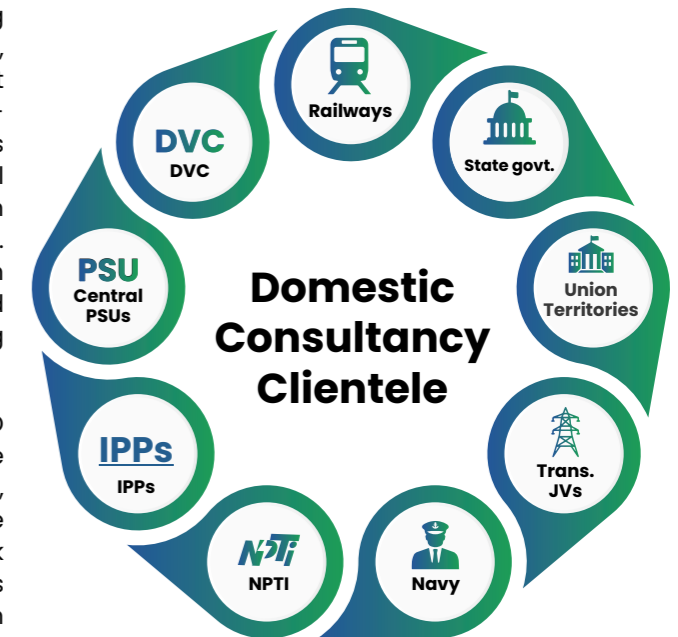 Domestic
Consultancy
Clientele
Railways
State govt.
Union
Territories
Trans.
JVs
Navy
NPTI
NPTI
IPPs
IPPs
PSU
Central
PSUs
DVC
DVC